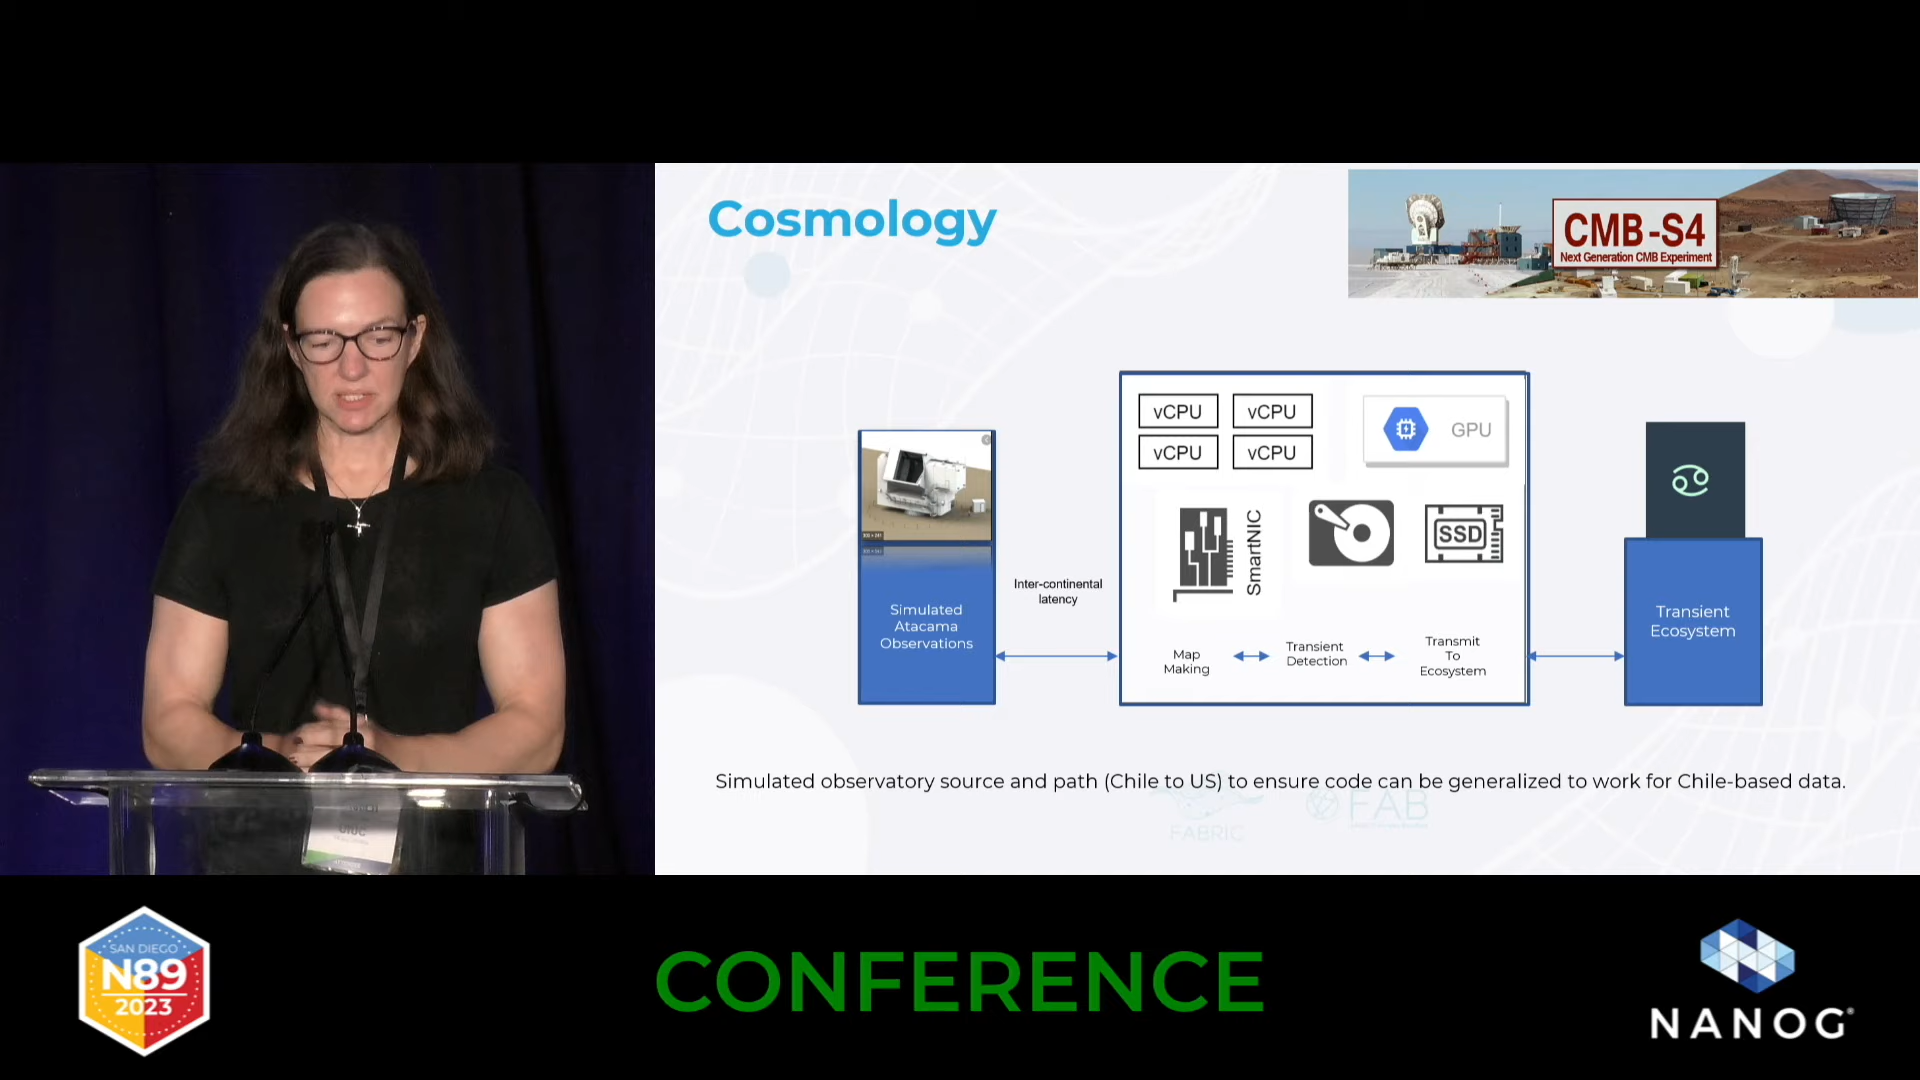 Cosmology
CMB-S4
Next Generation CMB Experiment
vCPU
vCPU
vCPU
vCPU
GPU
SmartNIC
SSD
Simulated
Atacama
Observations
Inter-continental
latency
Map
Making
Transient
Detection
Transmit
To
Ecosystem
Transient
Ecosystem
Simulated observatory source and path (Chile to US) to ensure code can be generalized to work for Chile-based data.
FABRIC
FAB
UIUC
SAN DIEGO
N89
2023
CONFERENCE
NANOG®